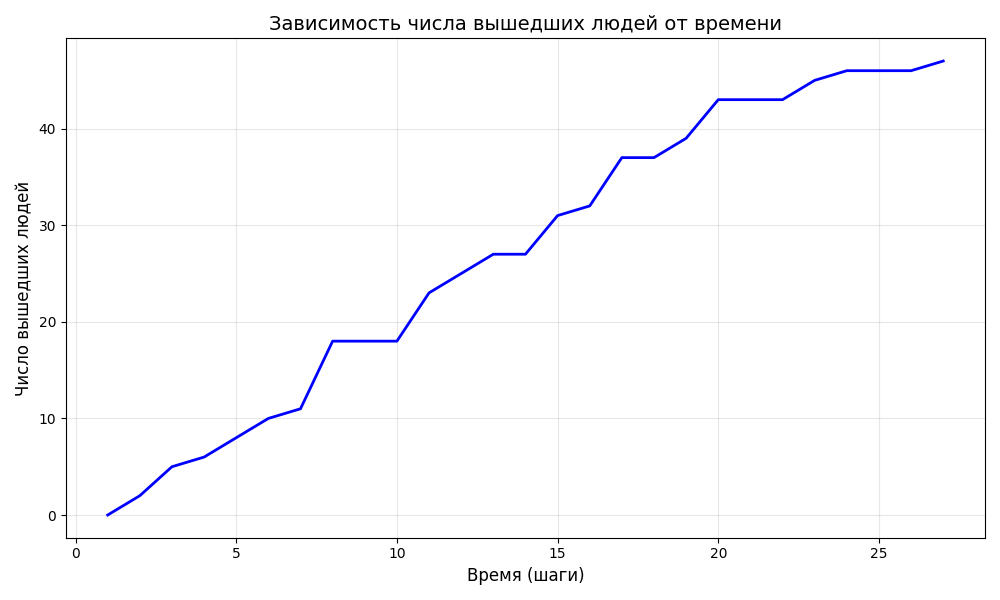 Зависимость числа вышедших людей от времени
Число вышедших людей
40
30
20
10
0
0 5 10 15 20 25
Время (шаги)